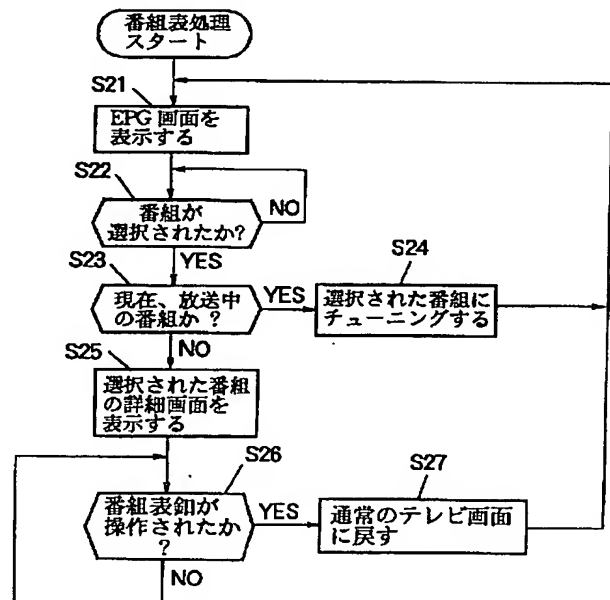 番組表処理
スタート
S21
EPG 画面を
表示する
S22
番組が
選択されたか?
NO
YES
S23
現在、放送中
の番組か ?
YES
S24
選択された番組に
チューニングする
NO
S25
選択された番組
の詳細画面を
表示する
S26
番組表釦が
操作されたか
?
YES
S27
通常のテレビ画面
に戻す
NO